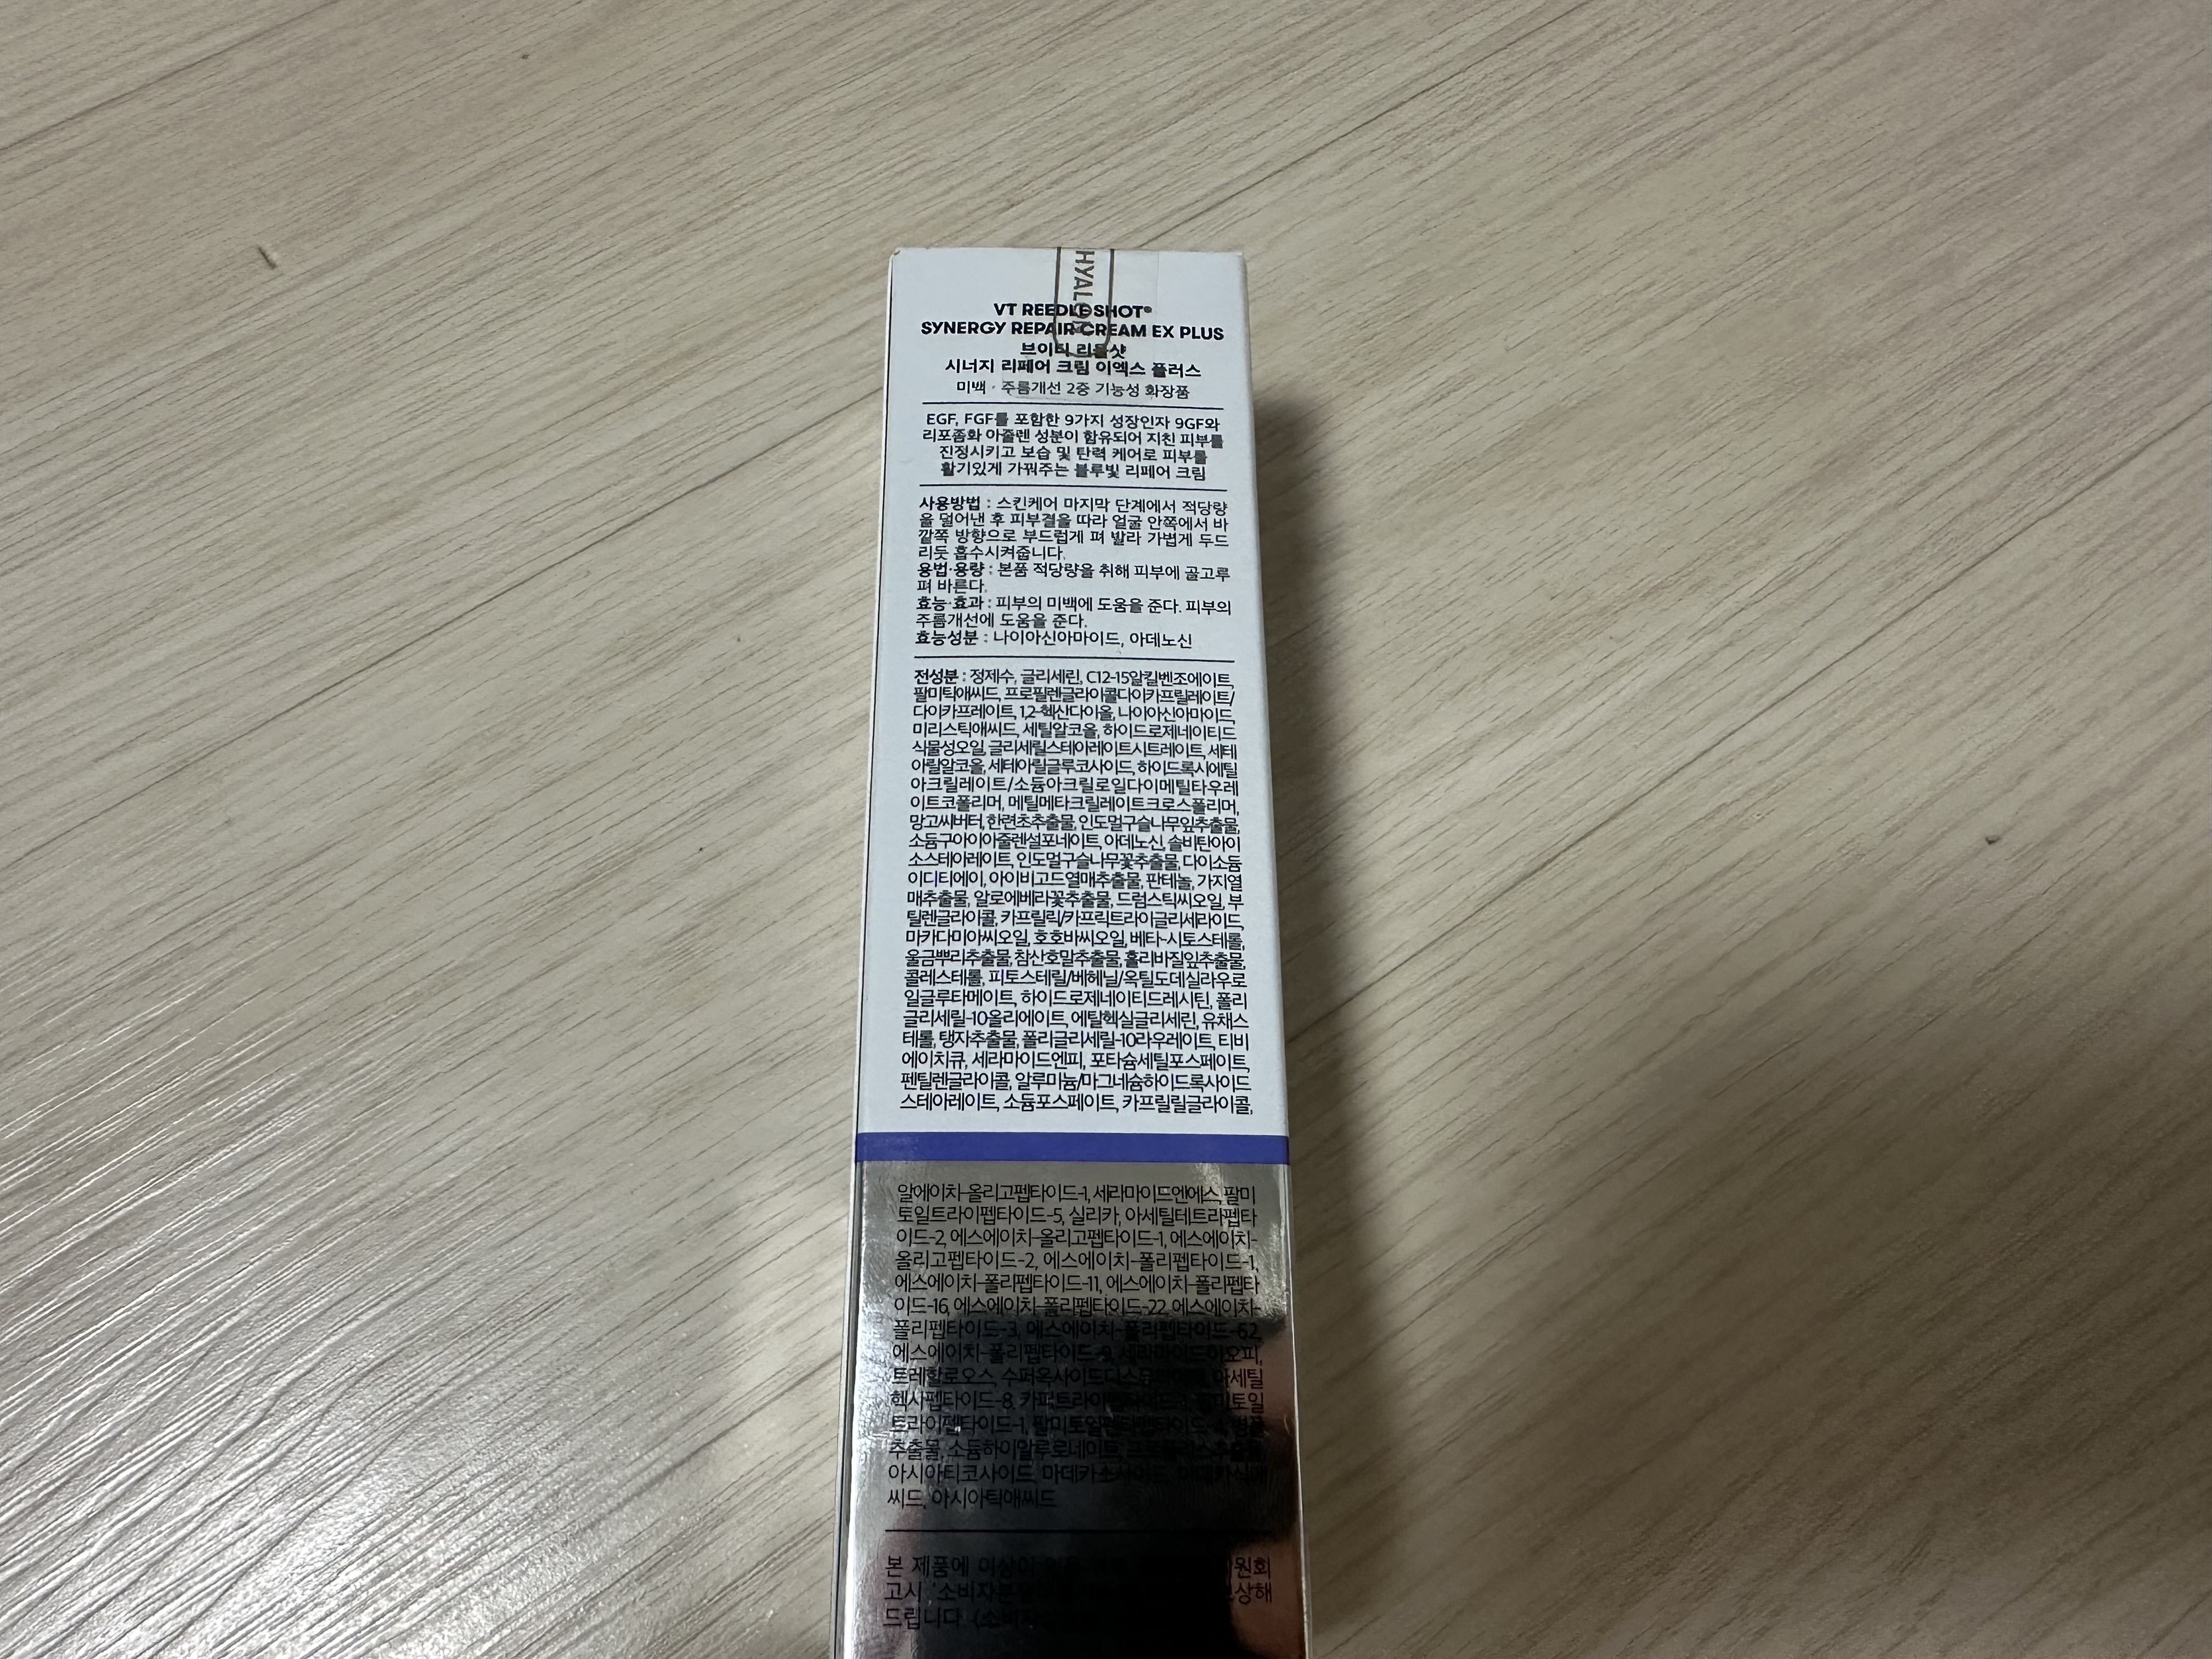 HYALON
VT REEDLE SHOT®
SYNERGY REPAIR CREAM EX PLUS
브이티 리들샷
시너지 리페어 크림 이엑스 플러스
미백 · 주름개선 2중 기능성 화장품
EGF, FGF를 포함한 9가지 성장인자 9GF와
리포좀화 아줄렌 성분이 함유되어 지친 피부를
진정시키고 보습 및 탄력 케어로 피부를
활기있게 가꿔주는 블루빛 리페어 크림
사용방법 : 스킨케어 마지막 단계에서 적당량
을 덜어낸 후 피부결을 따라 얼굴 안쪽에서 바
깥쪽 방향으로 부드럽게 펴 발라 가볍게 두드
리듯 흡수시켜줍니다.
용법·용량 : 본품 적당량을 취해 피부에 골고루
펴 바른다.
효능·효과 : 피부의 미백에 도움을 준다. 피부의
주름개선에 도움을 준다.
효능성분 : 나이아신아마이드, 아데노신
전성분 : 정제수, 글리세린, C12-15알킬벤조에이트,
팔미틱애씨드, 프로필렌글라이콜다이카프릴레이트/
다이카프레이트, 1,2-헥산다이올, 나이아신아마이드,
미리스틱애씨드, 세틸알코올, 하이드로제네이티드
식물성오일, 글리세릴스테아레이트시트레이트, 세테
아릴알코올, 세테아릴글루코사이드, 하이드록시에틸
아크릴레이트/소듐아크릴로일다이메틸타우레
이트코폴리머, 메틸메타크릴레이트크로스폴리머,
망고씨버터, 한련초추출물, 인도멀구슬나무잎추출물,
소듐구아이아줄렌설포네이트, 아데노신, 솔비탄아이
소스테아레이트, 인도멀구슬나무꽃추출물, 다이소듐
이디티에이, 아이비고드열매추출물, 판테놀, 가지열
매추출물, 알로에베라꽃추출물, 드럼스틱씨오일, 부
틸렌글라이콜, 카프릴릭/카프릭트라이글리세라이드,
마카다미아씨오일, 호호바씨오일, 베타-시토스테롤,
울금뿌리추출물, 참산호말추출물, 홀리바질잎추출물,
콜레스테롤, 피토스테릴/베헤닐/옥틸도데실라우로
일글루타메이트, 하이드로제네이티드레시틴, 폴리
글리세릴-10올리에이트, 에틸헥실글리세린, 유채스
테롤, 탱자추출물, 폴리글리세릴-10라우레이트, 티비
에이치큐, 세라마이드엔피, 포타슘세틸포스페이트,
펜틸렌글라이콜, 알루미늄/마그네슘하이드록사이드
스테아레이트, 소듐포스페이트, 카프릴릴글라이콜,
알에이치-올리고펩타이드-1, 세라마이드엔에스, 팔미
토일트라이펩타이드-5, 실리카, 아세틸테트라펩타
이드-2, 에스에이치-올리고펩타이드-1, 에스에이치-
올리고펩타이드-2, 에스에이치-폴리펩타이드-1,
에스에이치-폴리펩타이드-11, 에스에이치-폴리펩타
이드-16, 에스에이치-폴리펩타이드-22, 에스에이치-
폴리펩타이드-3, 에스에이치-폴리펩타이드-62,
에스에이치-폴리펩타이드-9, 세라마이드이오피,
트레할로오스, 아세틸
헥사펩타이드-8, 팔미토일
트라이펩타이드-1, 병풀
추출물, 소듐하이알루로네이트,
아시아티코사이드, 마데카소사이드,
씨드, 아시아틱애씨드
본 제품에 이상이 원회
고시 상해
드립니다.